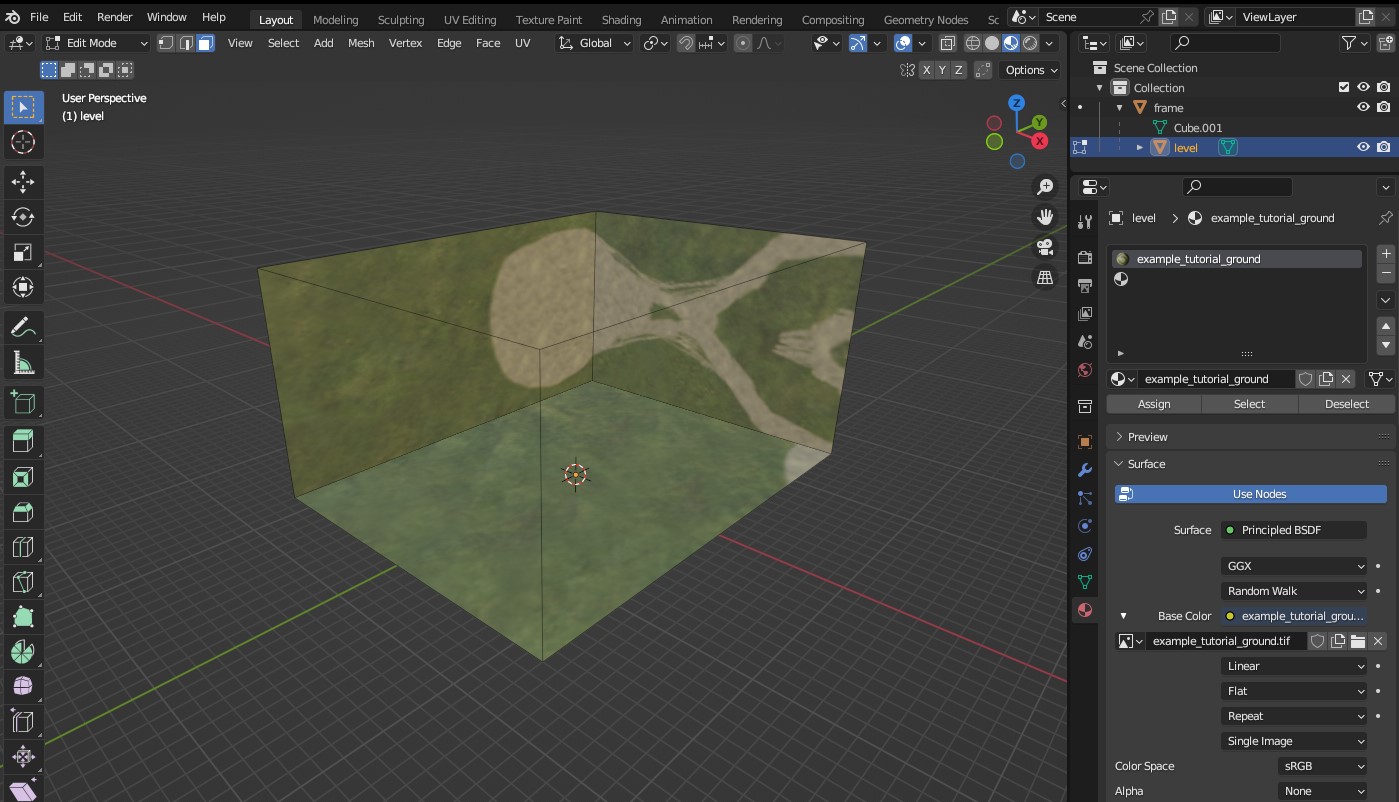 File Edit Render Window Help Layout Modeling Sculpting UV Editing Texture Paint Shading Animation Rendering Compositing Geometry Nodes Sc Scene ViewLayer
Edit Mode View Select Add Mesh Vertex Edge Face UV Global
X Y Z Options
User Perspective
(1) level
Z
Y
X
Scene Collection
Collection
frame
Cube.001
level
level > example_tutorial_ground
example_tutorial_ground
example_tutorial_ground
Assign Select Deselect
Preview
Surface
Use Nodes
Surface Principled BSDF
GGX
Random Walk
Base Color example_tutorial_grou...
example_tutorial_ground.tif
Linear
Flat
Repeat
Single Image
Color Space sRGB
Alpha None